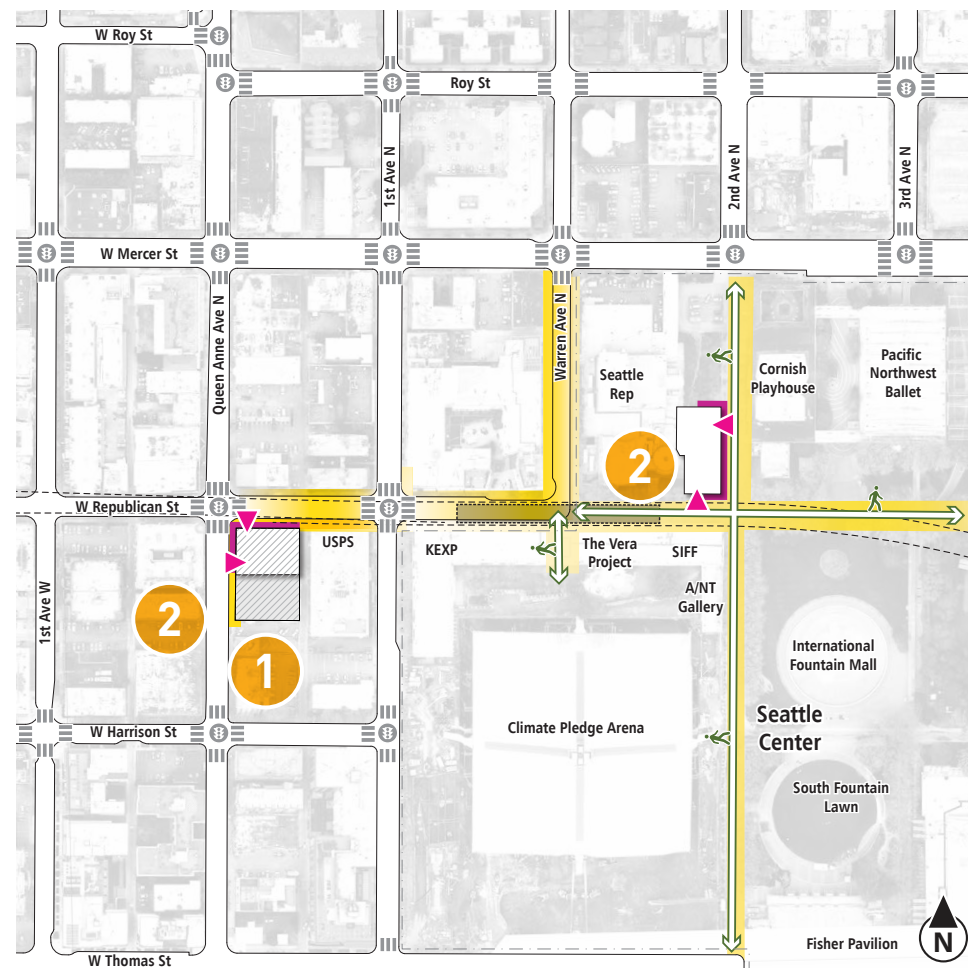 W Roy St
Roy St
1st Ave N
2nd Ave N
3rd Ave N
W Mercer St
Queen Anne Ave N
Warren Ave N
Seattle
Rep
Cornish
Playhouse
Pacific
Northwest
Ballet
2
W Republican St
USPS
KEXP
The Vera
Project
SIFF
A/NT
Gallery
1st Ave W
2
1
International
Fountain Mall
W Harrison St
Climate Pledge Arena
Seattle
Center
South Fountain
Lawn
Fisher Pavilion
N
W Thomas St